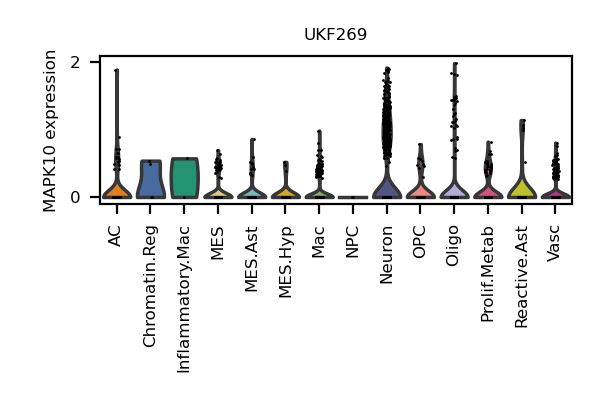 UKF269
MAPK10 expression
2
0
AC
Chromatin.Reg
Inflammatory.Mac
MES
MES.Ast
MES.Hyp
Mac
NPC
Neuron
OPC
Oligo
Prolif.Metab
Reactive.Ast
Vasc